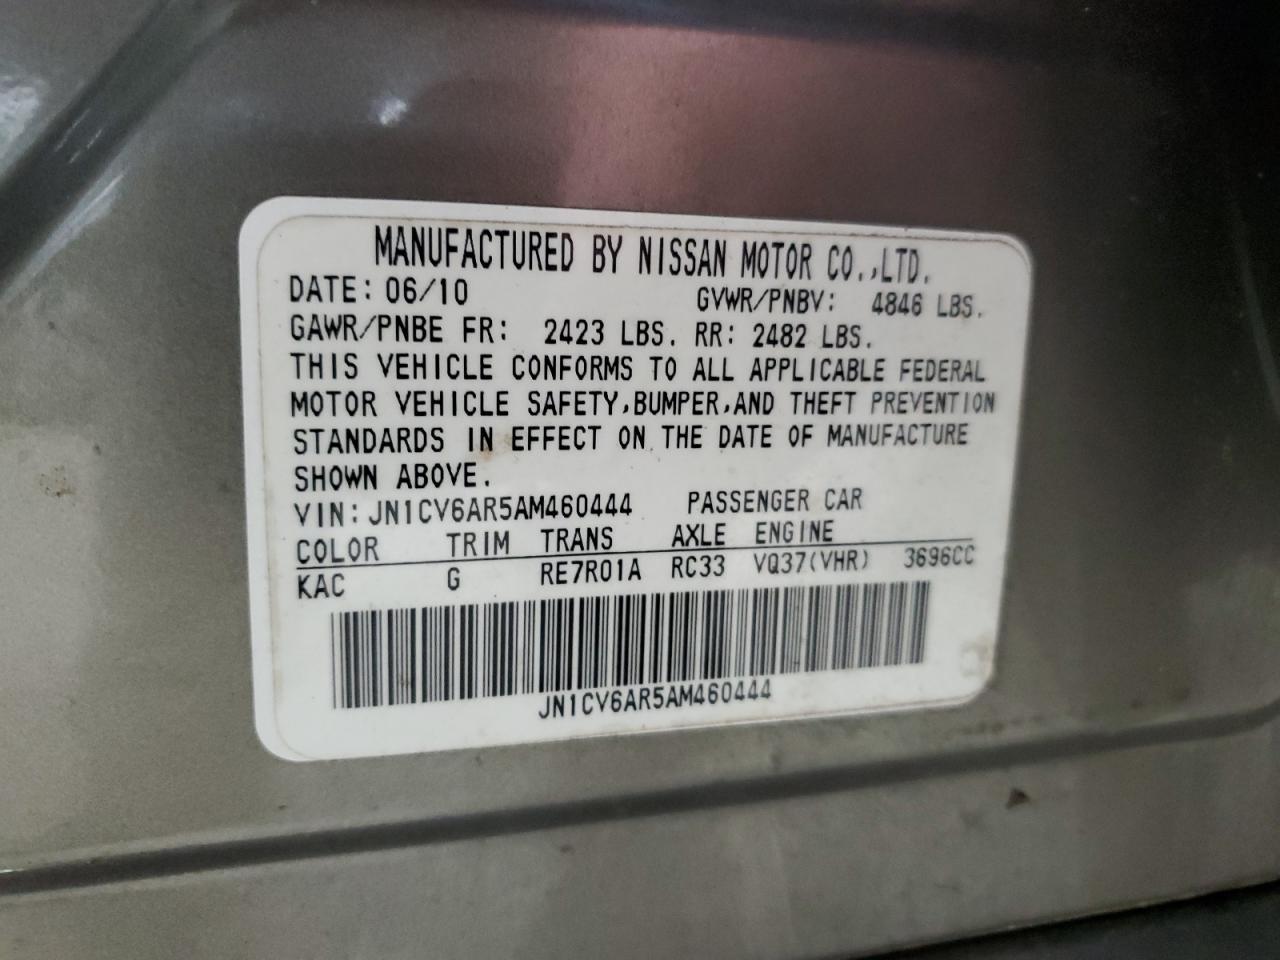 MANUFACTURED BY NISSAN MOTOR CO.,LTD.
DATE: 06/10 GVWR/PNBV: 4846 LBS.
GAWR/PNBE FR: 2423 LBS. RR: 2482 LBS.
THIS VEHICLE CONFORMS TO ALL APPLICABLE FEDERAL
MOTOR VEHICLE SAFETY,BUMPER,AND THEFT PREVENTION
STANDARDS IN EFFECT ON THE DATE OF MANUFACTURE
SHOWN ABOVE.
VIN: JN1CV6AR5AM460444 PASSENGER CAR
COLOR TRIM TRANS AXLE ENGINE
KAC G RE7R01A RC33 VQ37(VHR) 3696CC
JN1CV6AR5AM460444